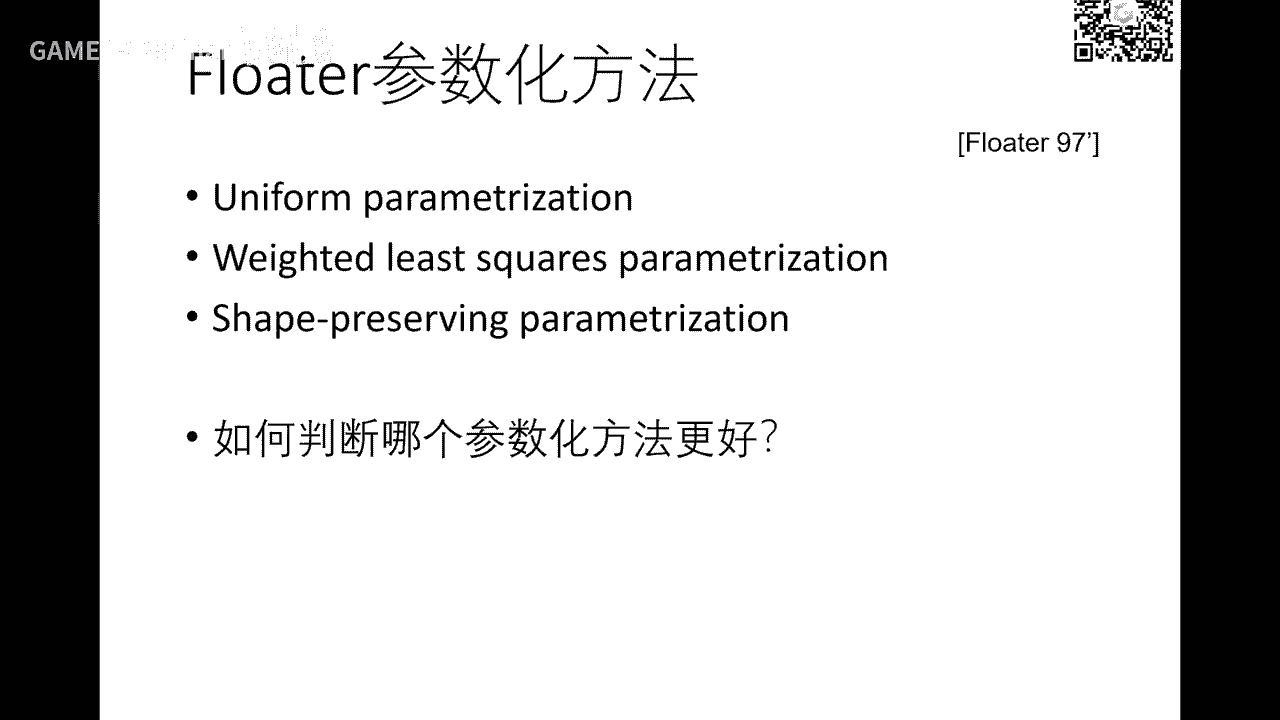 GAME
Floater参数化方法
[Floater 97’]
• Uniform parametrization
• Weighted least squares parametrization
• Shape-preserving parametrization
• 如何判断哪个参数化方法更好？